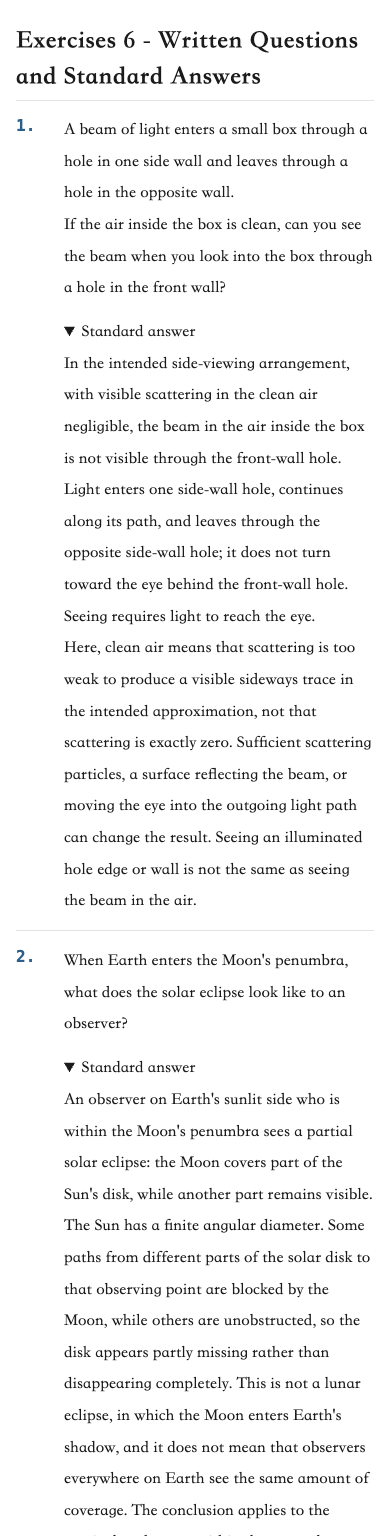 Exercises 6 - Written Questions
and Standard Answers
1.
A beam of light enters a small box through a
hole in one side wall and leaves through a
hole in the opposite wall.
If the air inside the box is clean, can you see
the beam when you look into the box through
a hole in the front wall?
▼ Standard answer
In the intended side-viewing arrangement,
with visible scattering in the clean air
negligible, the beam in the air inside the box
is not visible through the front-wall hole.
Light enters one side-wall hole, continues
along its path, and leaves through the
opposite side-wall hole; it does not turn
toward the eye behind the front-wall hole.
Seeing requires light to reach the eye.
Here, clean air means that scattering is too
weak to produce a visible sideways trace in
the intended approximation, not that
scattering is exactly zero. Sufficient scattering
particles, a surface reflecting the beam, or
moving the eye into the outgoing light path
can change the result. Seeing an illuminated
hole edge or wall is not the same as seeing
the beam in the air.
2.
When Earth enters the Moon's penumbra,
what does the solar eclipse look like to an
observer?
▼ Standard answer
An observer on Earth's sunlit side who is
within the Moon's penumbra sees a partial
solar eclipse: the Moon covers part of the
Sun's disk, while another part remains visible.
The Sun has a finite angular diameter. Some
paths from different parts of the solar disk to
that observing point are blocked by the
Moon, while others are unobstructed, so the
disk appears partly missing rather than
disappearing completely. This is not a lunar
eclipse, in which the Moon enters Earth's
shadow, and it does not mean that observers
everywhere on Earth see the same amount of
coverage. The conclusion applies to the